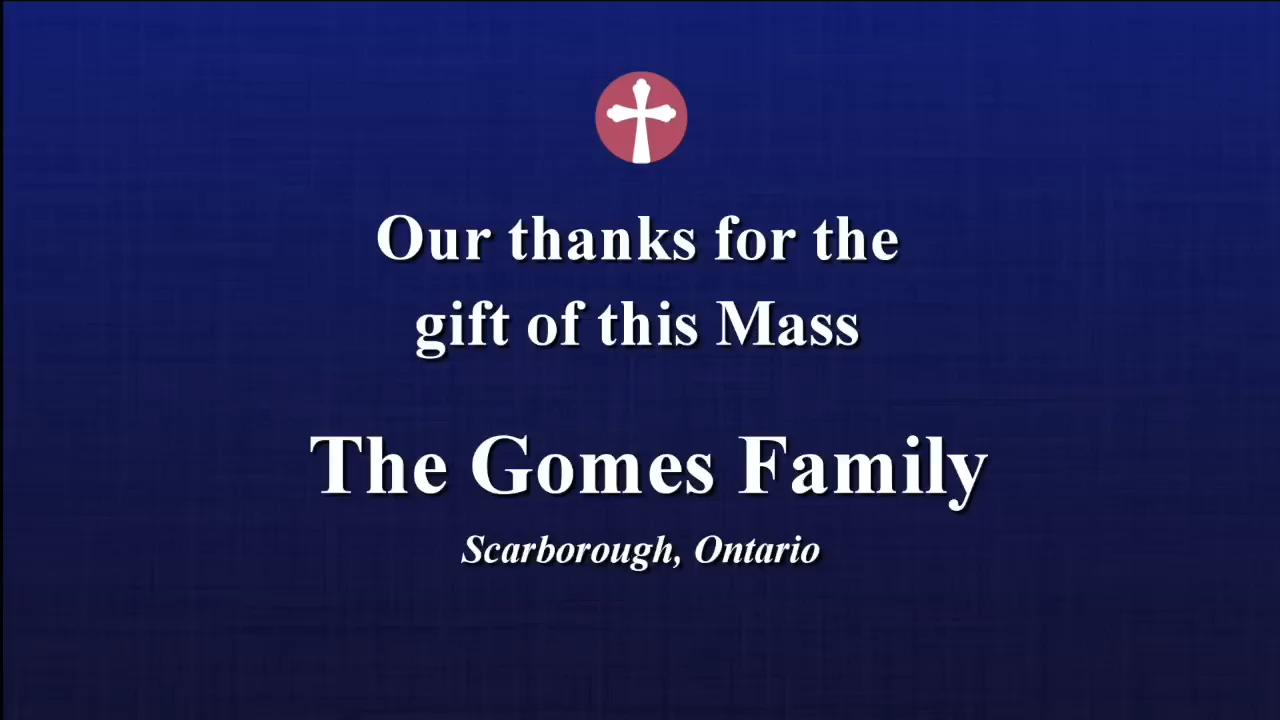 Our thanks for the
gift of this Mass
The Gomes Family
Scarborough, Ontario